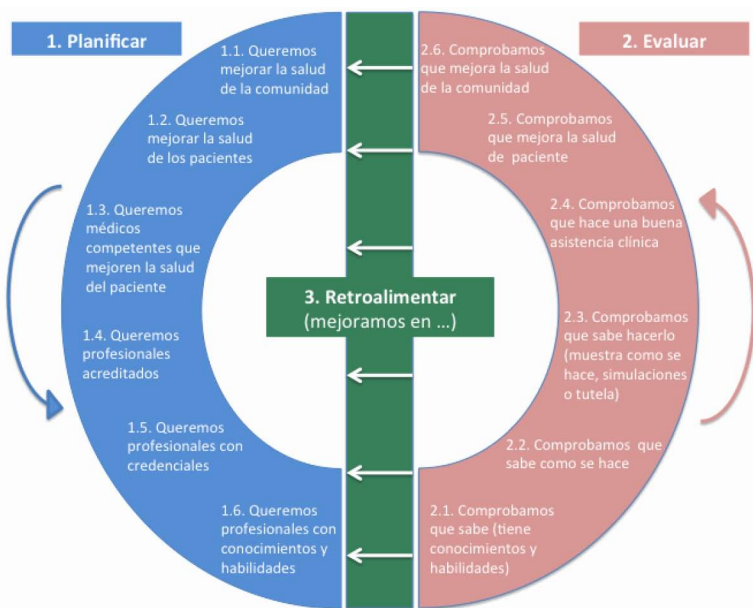 1. Planificar
1.1. Queremos
mejorar la salud
de la comunidad
1.2. Queremos
mejorar la salud
de los pacientes
1.3. Queremos
médicos
competentes que
mejoren la salud
del paciente
1.4. Queremos
profesionales
acreditados
1.5. Queremos
profesionales con
credenciales
1.6. Queremos
profesionales con
conocimientos y
habilidades
3. Retroalimentar
(mejoramos en ...)
2. Evaluar
2.6. Comprobamos
que mejora la salud
de la comunidad
2.5. Comprobamos
que mejora la salud
de paciente
2.4. Comprobamos
que hace una buena
asistencia clínica
2.3. Comprobamos
que sabe hacerlo
(muestra como se
hace, simulaciones
o tutela)
2.2. Comprobamos que
sabe como se hace
2.1. Comprobamos
que sabe (tiene
conocimientos y
habilidades)